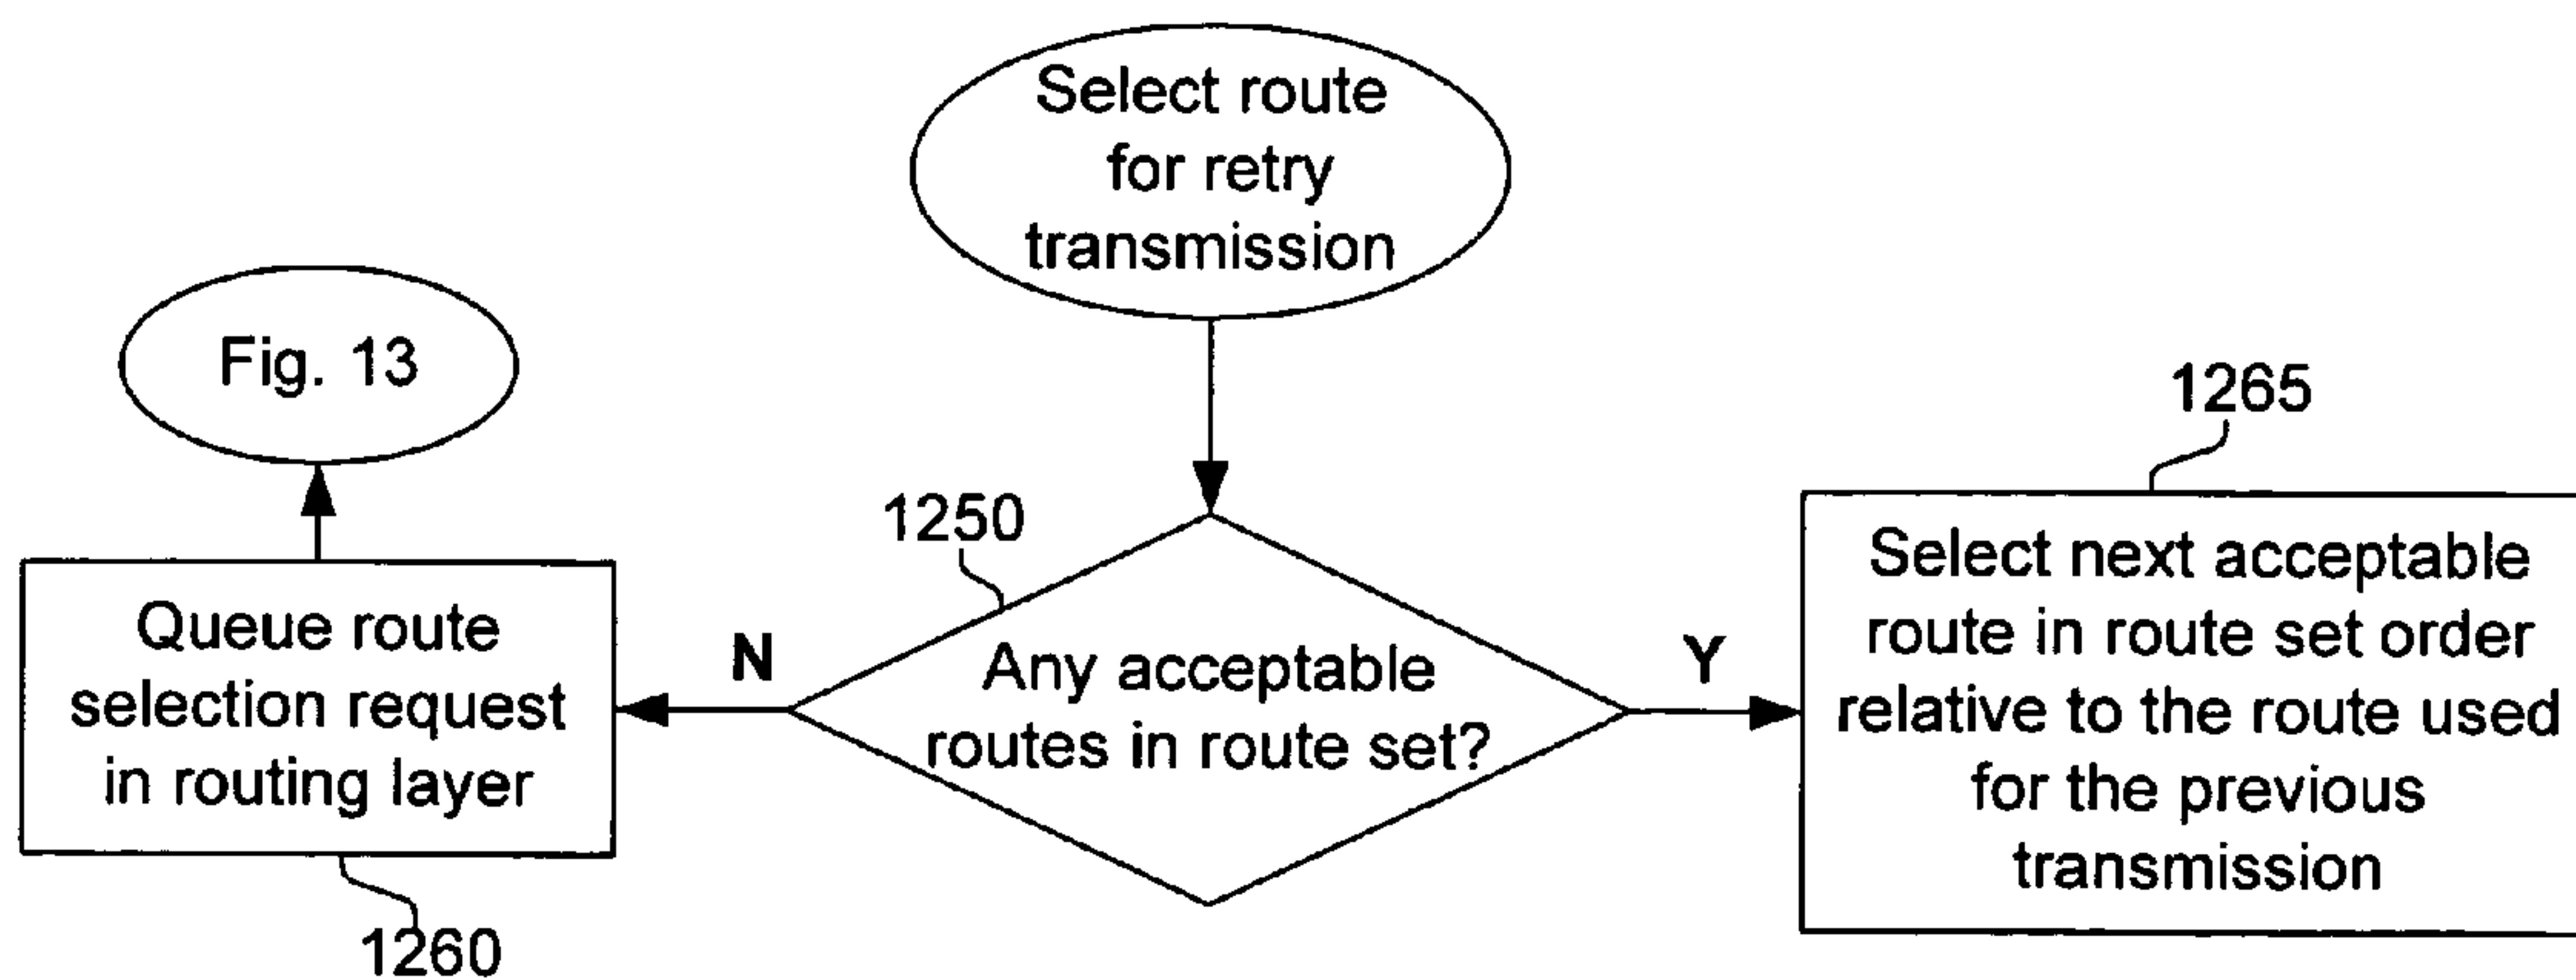 Select route
for retry
transmission
Fig. 13
1265
1250
Queue route
selection request
in routing layer
N
Any acceptable
routes in route set?
Y
Select next acceptable
route in route set order
relative to the route used
for the previous
transmission
1260